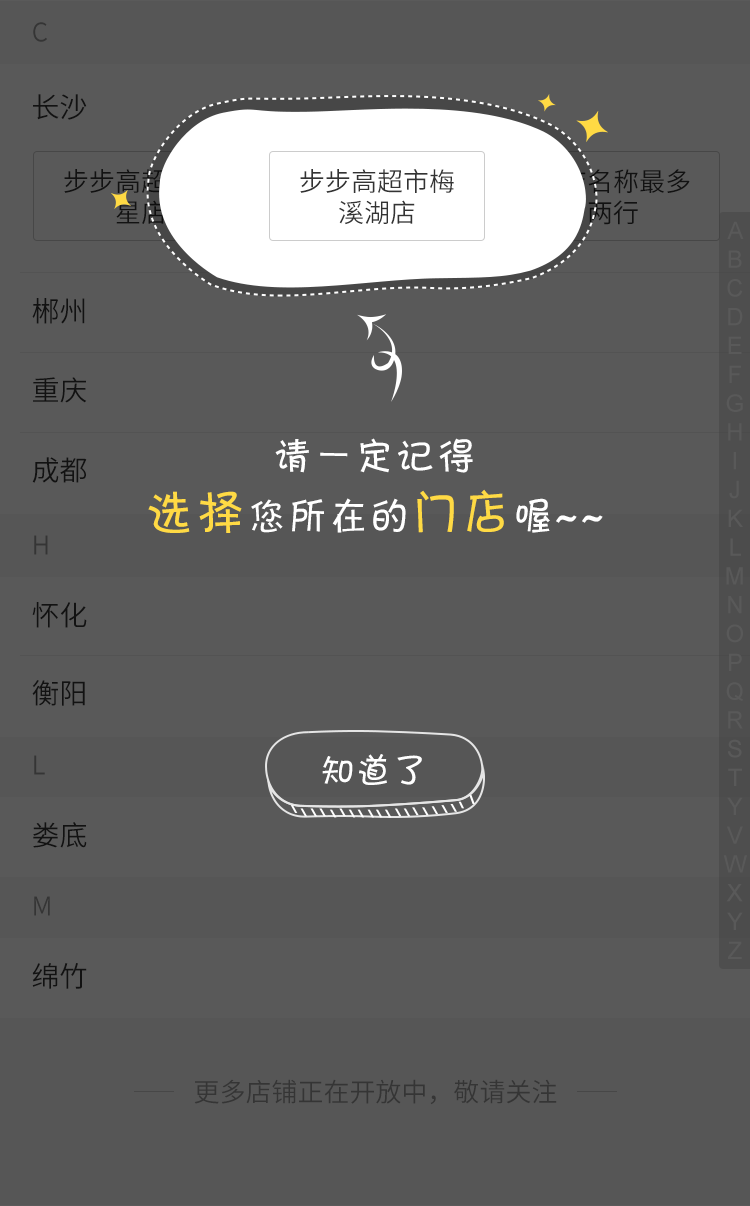 C
长沙
步步高超
星店
步步高超市梅
溪湖店
名称最多
两行
郴州
重庆
成都
请一定记得
选择您所在的门店喔~~
H
怀化
衡阳
L
知道了
娄底
M
绵竹
更多店铺正在开放中，敬请关注
A
B
C
D
E
F
G
H
I
J
K
L
M
N
O
P
Q
R
S
T
Y
V
W
X
Y
Z